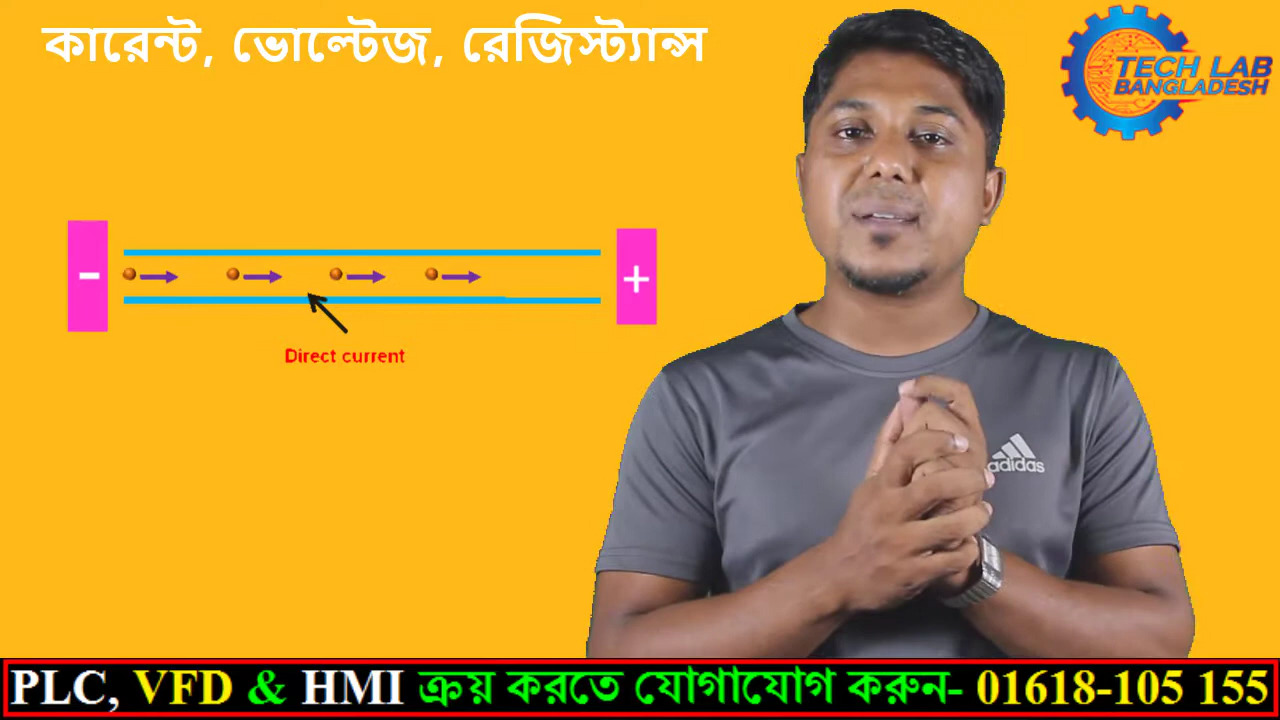 কারেন্ট, ভোল্টেজ, রেজিস্ট্যান্স
TECH LAB
BANGLADESH
-
+
Direct current
adidas
PLC, VFD & HMI ক্রয় করতে যোগাযোগ করুন- 01618-105 155